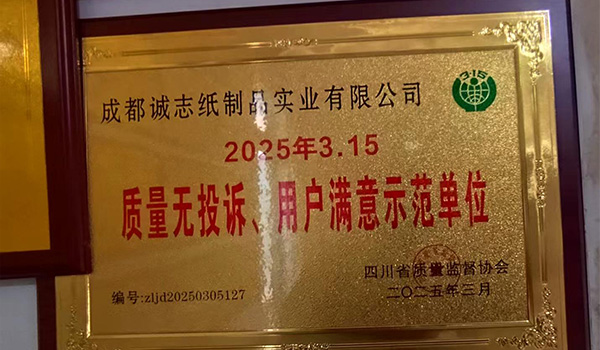 3·15
成都诚志纸制品实业有限公司
2025年3.15
质量无投诉、用户满意示范单位
四川省质量监督协会
编号:zljd20250305127
二〇二五年三月